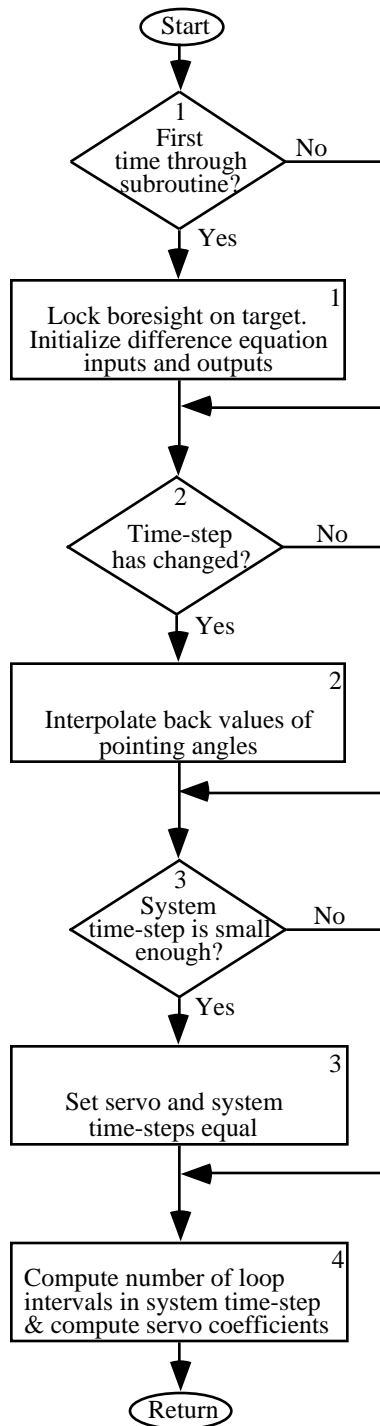 Start
1
First
time through
subroutine?
No
Yes
1
Lock boresight on target.
Initialize difference equation
inputs and outputs
2
Time-step
has changed?
No
Yes
2
Interpolate back values of
pointing angles
3
System
time-step is small
enough?
No
Yes
3
Set servo and system
time-steps equal
4
Compute number of loop
intervals in system time-step
& compute servo coefficients
Return